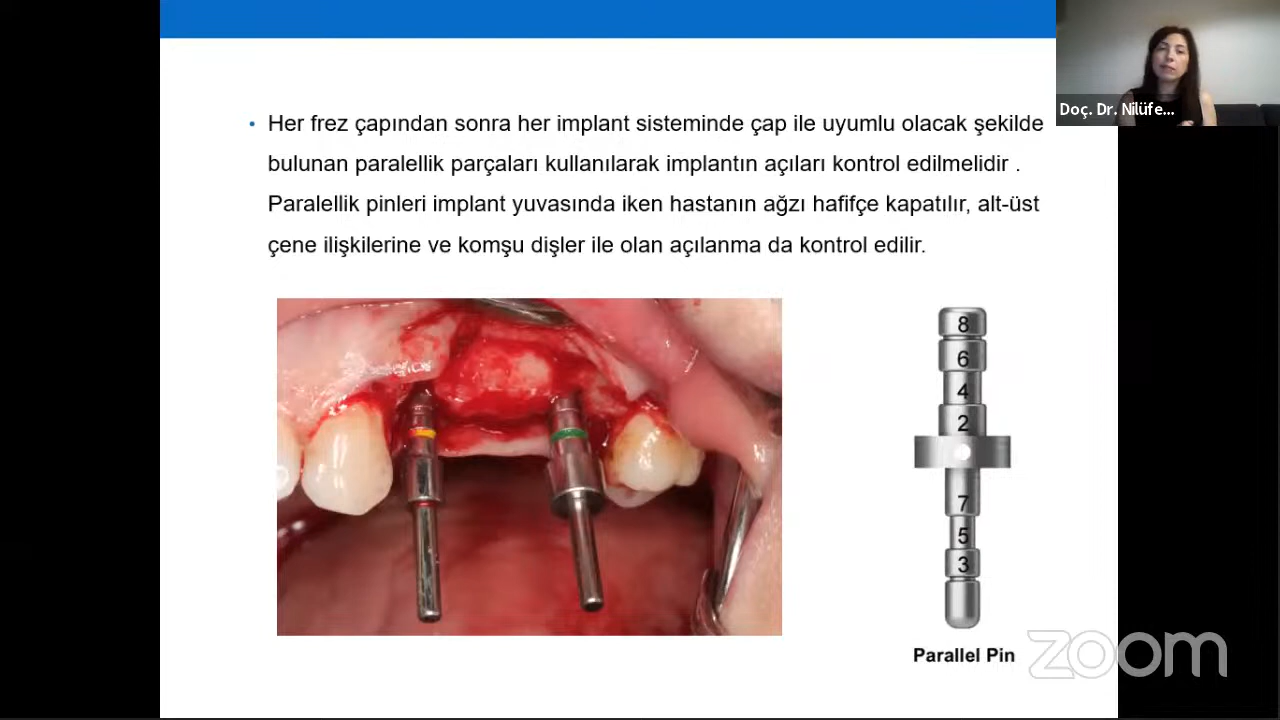 Doç. Dr. Nilüfe...
• Her frez çapından sonra her implant sisteminde çap ile uyumlu olacak şekilde
bulunan paralellik parçaları kullanılarak implantın açıları kontrol edilmelidir .
Paralellik pinleri implant yuvasında iken hastanın ağzı hafifçe kapatılır, alt-üst
çene ilişkilerine ve komşu dişler ile olan açılanma da kontrol edilir.
8
6
4
2
7
5
3
Parallel Pin
zoom